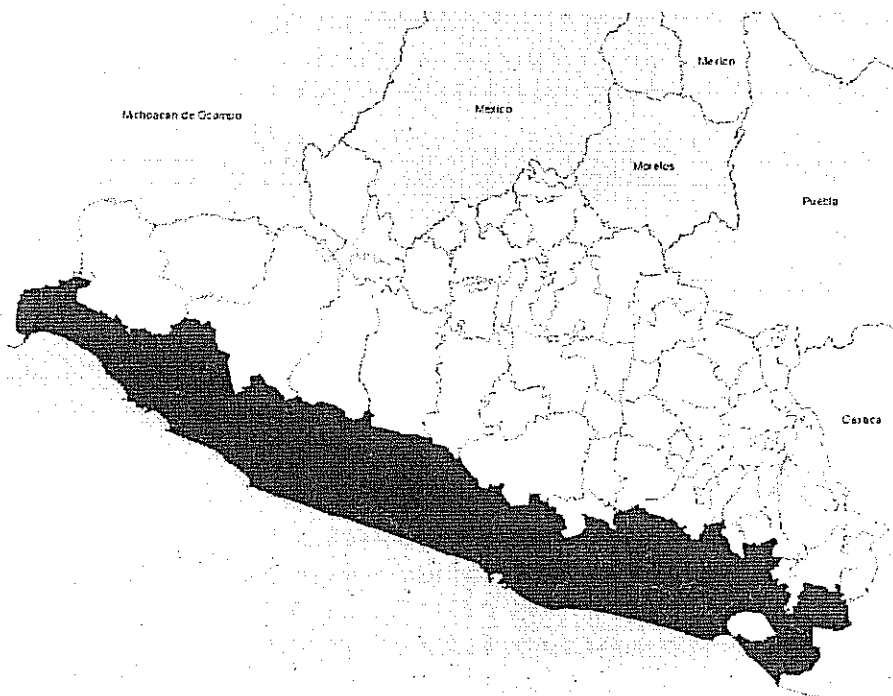 Mexico
Michoacan de Ocampo
Mexico
Morelos
Puebla
Oaxaca